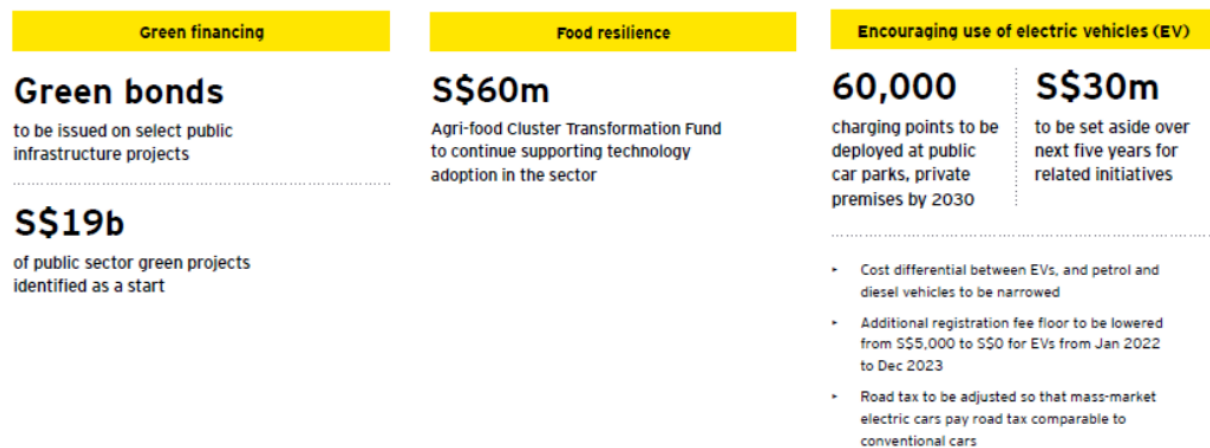 Green financing
Green bonds
to be issued on select public
infrastructure projects
S$19b
of public sector green projects
identified as a start
Food resilience
S$60m
Agri-food Cluster Transformation Fund
to continue supporting technology
adoption in the sector
Encouraging use of electric vehicles (EV)
60,000
charging points to be
deployed at public
car parks, private
premises by 2030
S$30m
to be set aside over
next five years for
related initiatives
▸ Cost differential between EVs, and petrol and
diesel vehicles to be narrowed
▸ Additional registration fee floor to be lowered
from S$5,000 to S$0 for EVs from Jan 2022
to Dec 2023
▸ Road tax to be adjusted so that mass-market
electric cars pay road tax comparable to
conventional cars